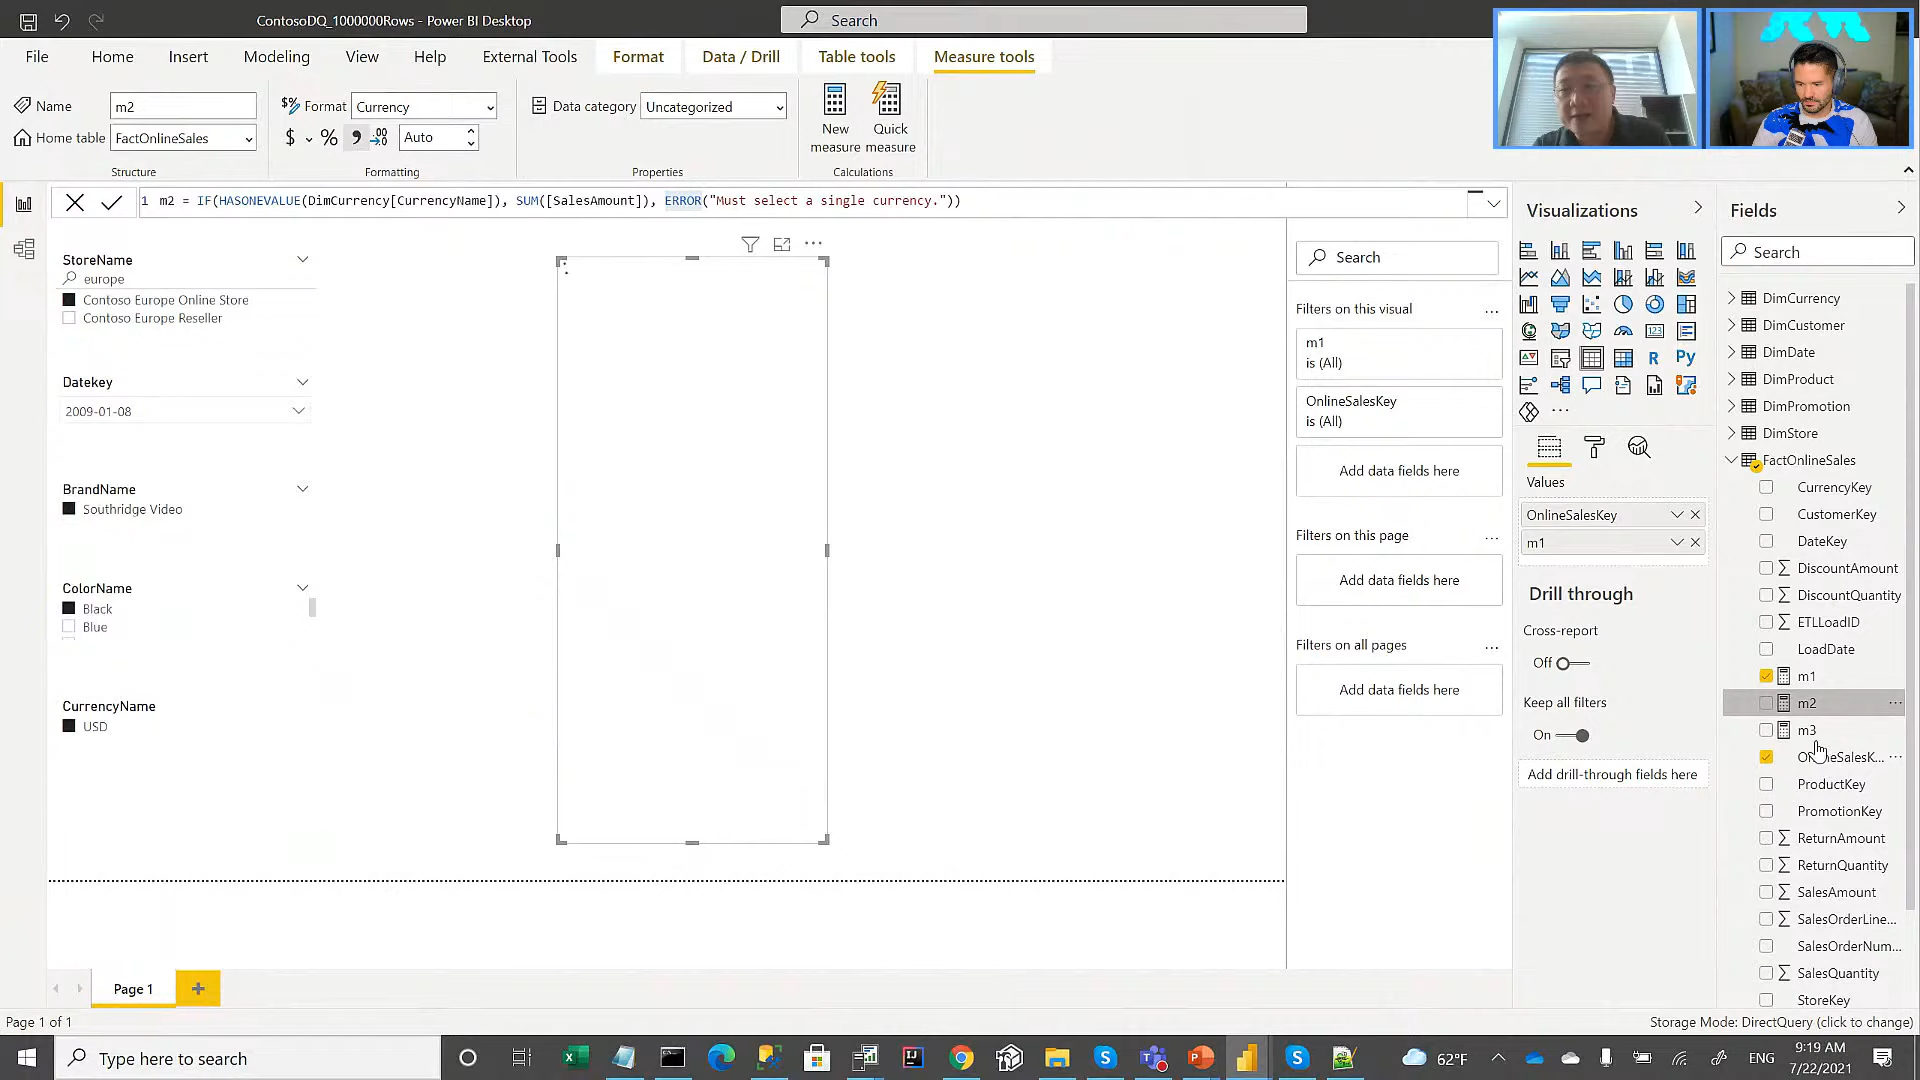 ContosoDQ_1000000Rows - Power BI Desktop
Search
File
Home
Insert
Modeling
View
Help
External Tools
Format
Data / Drill
Table tools
Measure tools
Name
m2
Home table
FactOnlineSales
Structure
Format
Currency
$
%
Auto
Formatting
Data category
Uncategorized
Properties
New
measure
Quick
measure
Calculations
1 m2 = IF(HASONEVALUE(DimCurrency[CurrencyName]), SUM([SalesAmount]), ERROR("Must select a single currency."))
StoreName
europe
Contoso Europe Online Store
Contoso Europe Reseller
Datekey
2009-01-08
BrandName
Southridge Video
ColorName
Black
Blue
CurrencyName
USD
Search
Filters on this visual
m1
is (All)
OnlineSalesKey
is (All)
Add data fields here
Filters on this page
Add data fields here
Filters on all pages
Add data fields here
Visualizations
123
R
Py
Values
OnlineSalesKey
m1
Drill through
Cross-report
Off
Keep all filters
On
Add drill-through fields here
Fields
Search
DimCurrency
DimCustomer
DimDate
DimProduct
DimPromotion
DimStore
FactOnlineSales
CurrencyKey
CustomerKey
DateKey
DiscountAmount
DiscountQuantity
ETLLoadID
LoadDate
m1
m2
m3
ProductKey
PromotionKey
ReturnAmount
ReturnQuantity
SalesAmount
SalesOrderLine...
SalesOrderNum...
SalesQuantity
StoreKey
Page 1
Page 1 of 1
Storage Mode: DirectQuery (click to change)
Type here to search
62°F
ENG
9:19 AM
7/22/2021